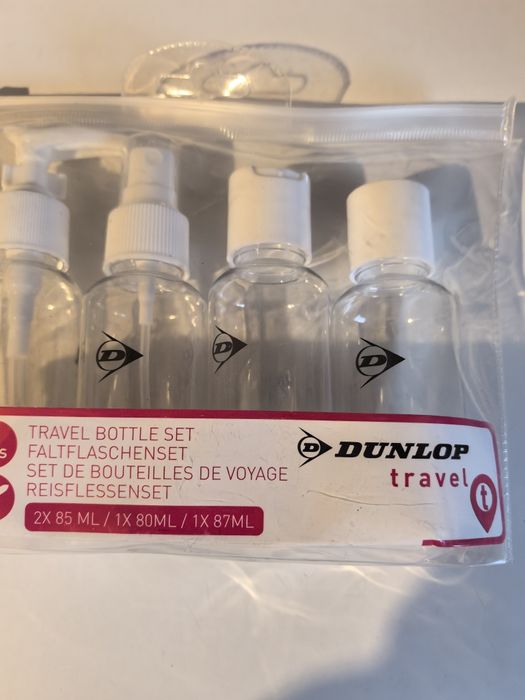 D
D
D
TRAVEL BOTTLE SET
FALTFLASCHENSET
SET DE BOUTEILLES DE VOYAGE
REISFLESSENSET
2X 85 ML / 1X 80ML / 1X 87ML
D DUNLOP
travel
t